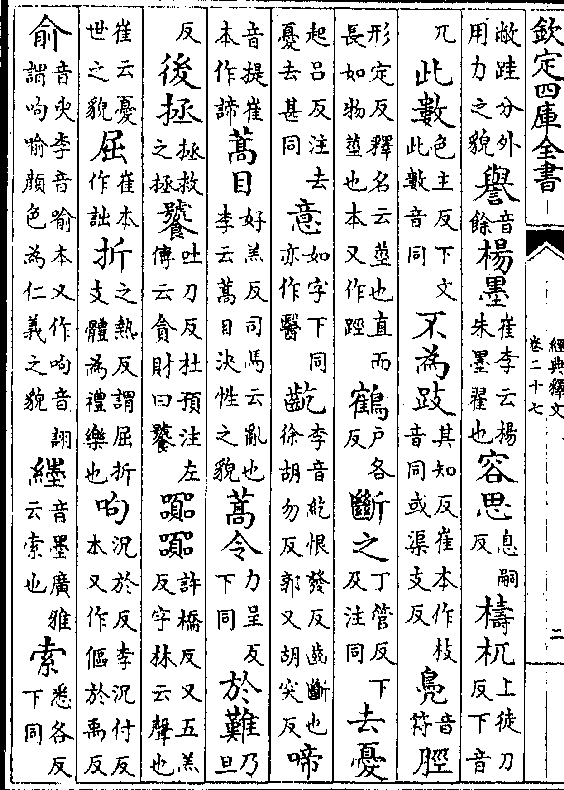 欽定四庫全書
經典釋文
卷二十七
二
敝跬分外用力之貌譽音餘楊墨崔李云楊朱墨翟也容思息嗣反檮杌上徒刀反下音
兀此數色主反下文此數音同不為跂其知反崔本作枝音同或渠支反鳧音符脛
形定反釋名云莖也直而長如物莖也本又作踁鶴户各反斷之丁管反下及注同去憂
起吕反注去憂去甚同意如字下同亦作醫齕李音紇恨發反齒斷也徐胡勿反郭又胡突反啼
音提崔本作諦蒿目好羔反司馬云亂也李云蒿目決性之貌蒿令力呈反下同於難乃旦
反後拯拯救之拯饕吐刀反杜預注左傳云貪財曰饕嚻嚻許橋反又五羔反字林云聲也
崔云憂世之貌屈崔本作詘折之熱反謂屈折支體為禮樂也呴況於反李況付反本又作傴於禹反
俞音臾李音喻本又作呴音詡謂呴喻顔色為仁義之貌纆音墨廣雅云索也索悉各反下同